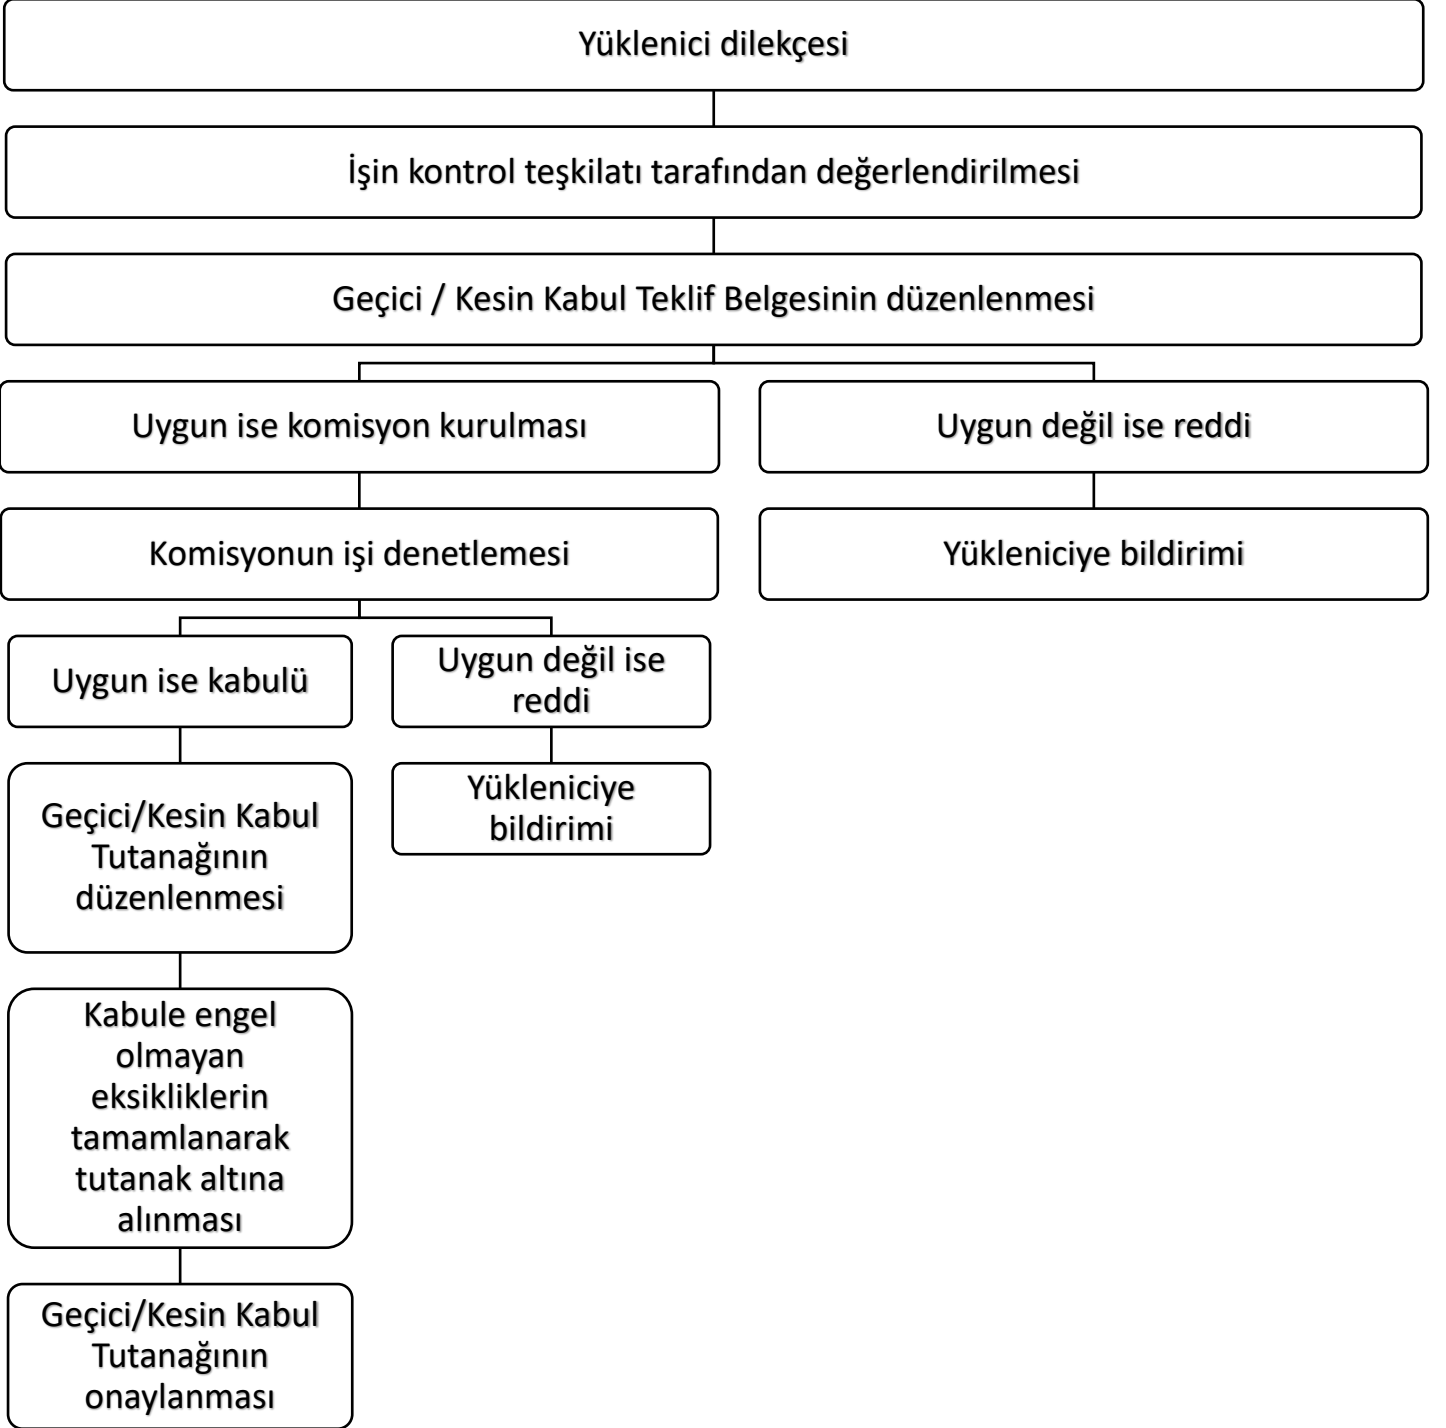 Yüklenici dilekçesi
İşin kontrol teşkilatı tarafından değerlendirilmesi
Geçici / Kesin Kabul Teklif Belgesinin düzenlenmesi
Uygun ise komisyon kurulması
Uygun değil ise reddi
Komisyonun işi denetlemesi
Yükleniciye bildirimi
Uygun ise kabulü
Uygun değil ise
reddi
Geçici/Kesin Kabul
Tutanağının
düzenlenmesi
Yükleniciye
bildirimi
Kabule engel
olmayan
eksikliklerin
tamamlanarak
tutanak altına
alınması
Geçici/Kesin Kabul
Tutanağının
onaylanması